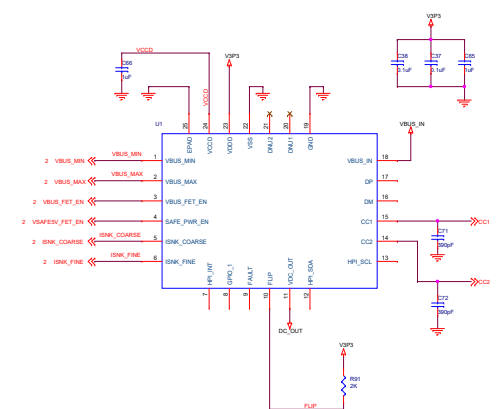 V3P3
VCCD
C66
1uF
V3P3
C38
0.1uF
C37
0.1uF
C65
1uF
VCCD
VBUS_IN
U1
25
24
23
22
21
20
19
EPAD
VCCD
VDDD
VSS
DNU2
DNU1
GND
2 VBUS_MIN
VBUS_MIN
1
VBUS_MIN
VBUS_IN
18
2 VBUS_MAX
VBUS_MAX
2
VBUS_MAX
DP
17
2 VBUS_FET_EN
3
VBUS_FET_EN
DM
16
2 VSAFE5V_FET_EN
4
SAFE_PWR_EN
CC1
15
CC1
2 ISNK_COARSE
ISNK_COARSE
5
ISNK_COARSE
CC2
14
C71
390pF
2 ISNK_FINE
ISNK_FINE
6
ISNK_FINE
HPI_SCL
13
CC2
C72
390pF
HPI_INT
GPIO_1
FAULT
FLIP
VDC_OUT
HPI_SDA
7
8
9
10
11
12
DC_OUT
V3P3
R91
2K
FLIP